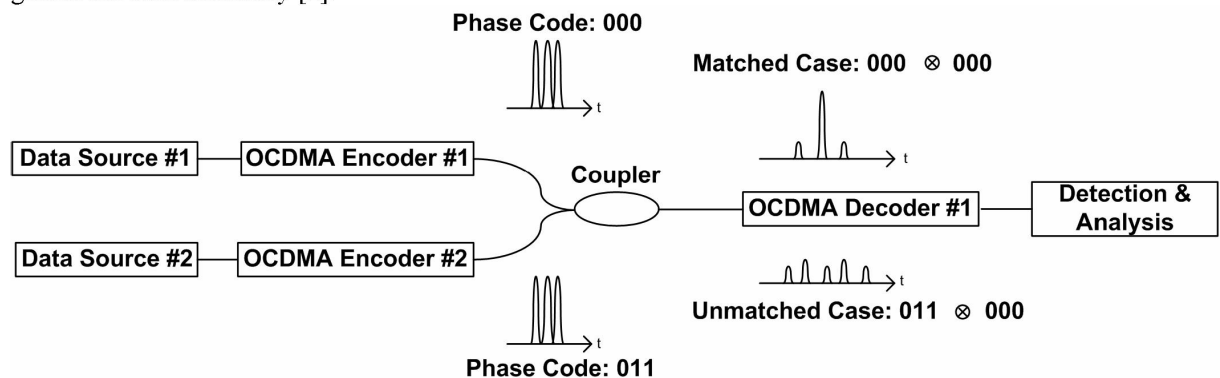 Phase Code: 000
t
Matched Case: 000 ⊗ 000
t
Data Source #1
OCDMA Encoder #1
Coupler
OCDMA Decoder #1
Detection &
Analysis
Data Source #2
OCDMA Encoder #2
t
Unmatched Case: 011 ⊗ 000
t
Phase Code: 011